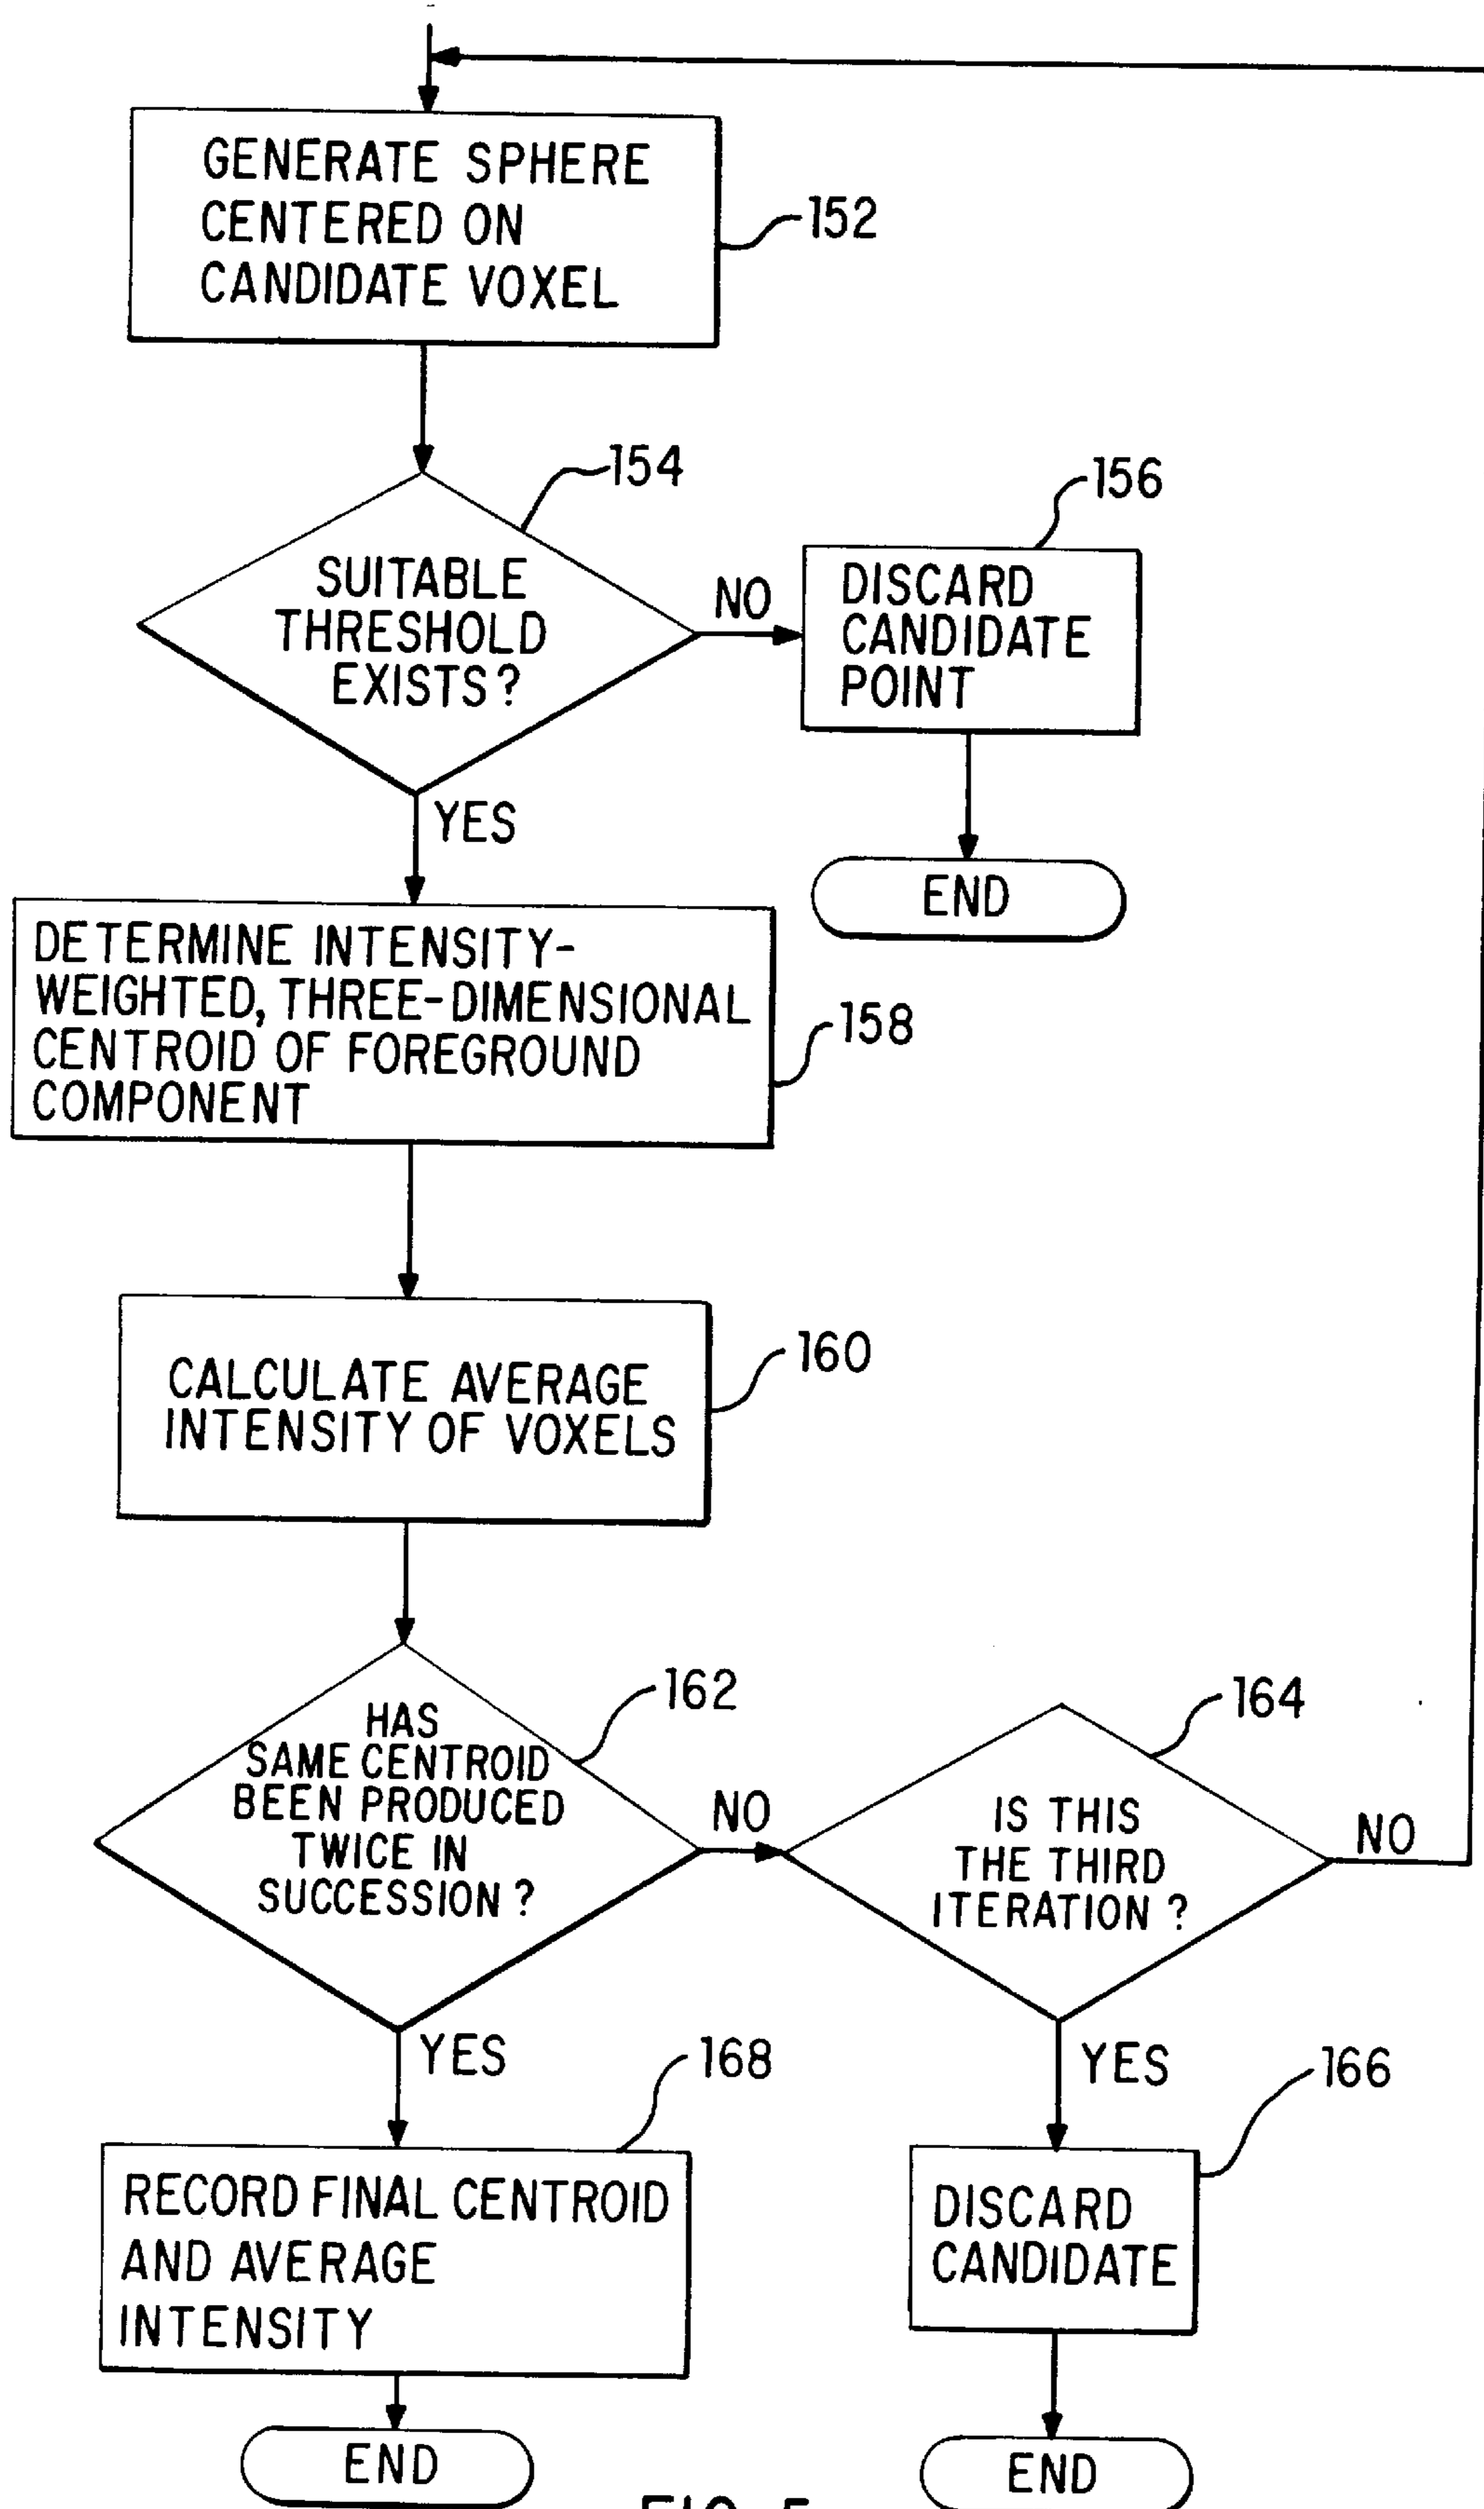 GENERATE SPHERE
CENTERED ON
CANDIDATE VOXEL
152
154
SUITABLE
THRESHOLD
EXISTS?
NO
156
DISCARD
CANDIDATE
POINT
END
YES
DETERMINE INTENSITY-
WEIGHTED, THREE-DIMENSIONAL
CENTROID OF FOREGROUND
COMPONENT
158
CALCULATE AVERAGE
INTENSITY OF VOXELS
160
HAS
SAME CENTROID
BEEN PRODUCED
TWICE IN
SUCCESSION?
162
NO
IS THIS
THE THIRD
ITERATION?
164
NO
YES
168
RECORD FINAL CENTROID
AND AVERAGE
INTENSITY
END
YES
166
DISCARD
CANDIDATE
END